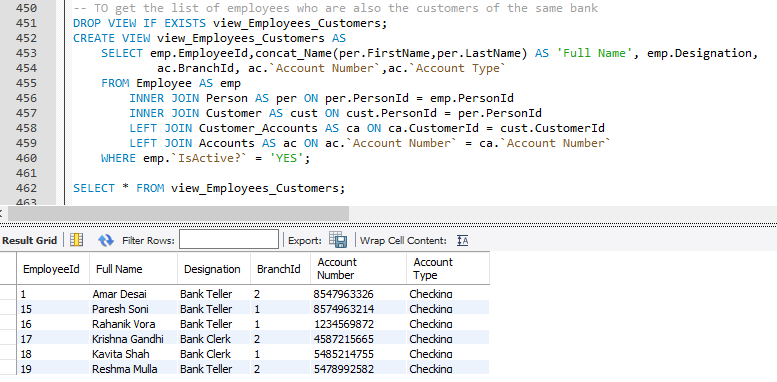 450 -- TO get the list of employees who are also the customers of the same bank
451 DROP VIEW IF EXISTS view_Employees_Customers;
452 CREATE VIEW view_Employees_Customers AS
453 SELECT emp.EmployeeId,concat_Name(per.FirstName,per.LastName) AS 'Full Name', emp.Designation,
454 ac.BranchId, ac.`Account Number`,ac.`Account Type`
455 FROM Employee AS emp
456 INNER JOIN Person AS per ON per.PersonId = emp.PersonId
457 INNER JOIN Customer AS cust ON cust.PersonId = per.PersonId
458 LEFT JOIN Customer_Accounts AS ca ON ca.CustomerId = cust.CustomerId
459 LEFT JOIN Accounts AS ac ON ac.`Account Number` = ca.`Account Number`
460 WHERE emp.`IsActive?` = 'YES';
461
462 SELECT * FROM view_Employees_Customers;
463
Result Grid Filter Rows: Export: Wrap Cell Content: IA
EmployeeId Full Name Designation BranchId Account Number Account Type
1 Amar Desai Bank Teller 2 8547963326 Checking
15 Paresh Soni Bank Teller 1 8574963214 Checking
16 Rahanik Vora Bank Teller 1 1234569872 Checking
17 Krishna Gandhi Bank Clerk 2 4587215665 Checking
18 Kavita Shah Bank Clerk 1 5485214755 Checking
19 Reshma Mulla Bank Teller 2 5478992582 Checking